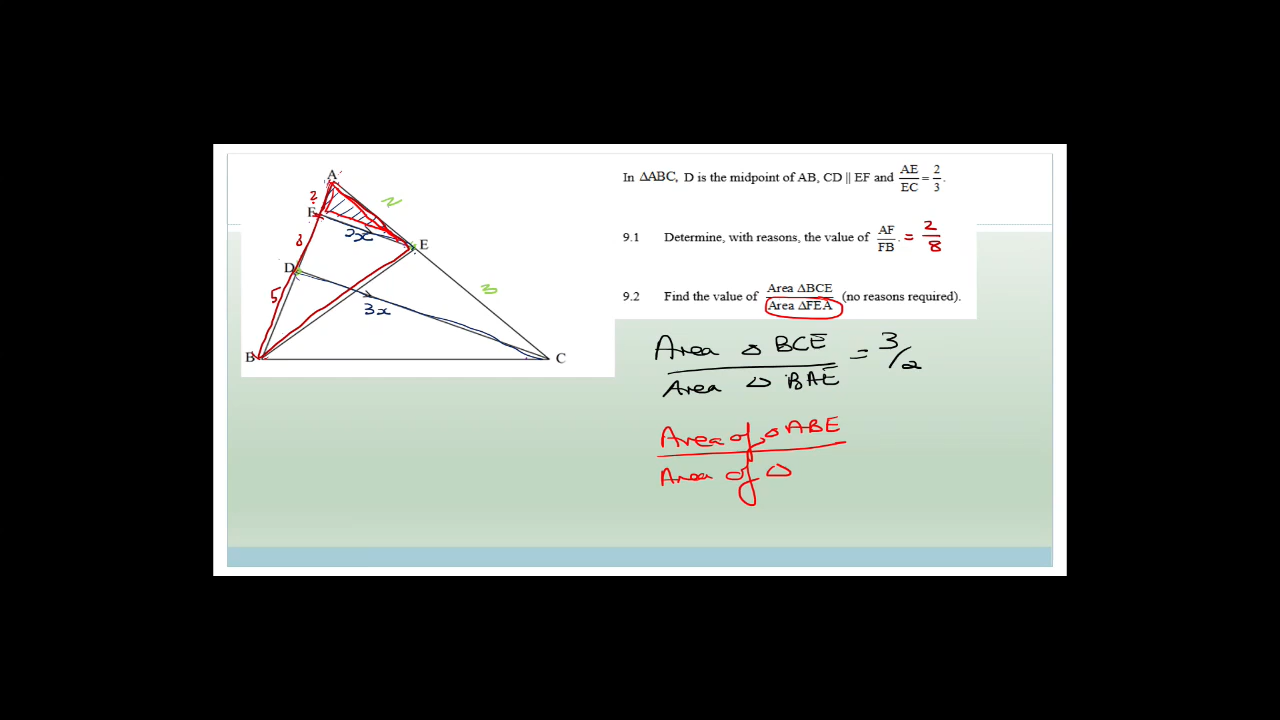 A
2
2
F
E
2x
3
D
3
5
3x
B
C
In ΔABC, D is the midpoint of AB, CD || EF and AE/EC = 2/3.
9.1 Determine, with reasons, the value of AF/FB. = 2/8
9.2 Find the value of Area ΔBCE/Area ΔFEA (no reasons required).
Area Δ BCE
Area Δ BAE
= 3/2
Area of Δ ABE
Area of Δ